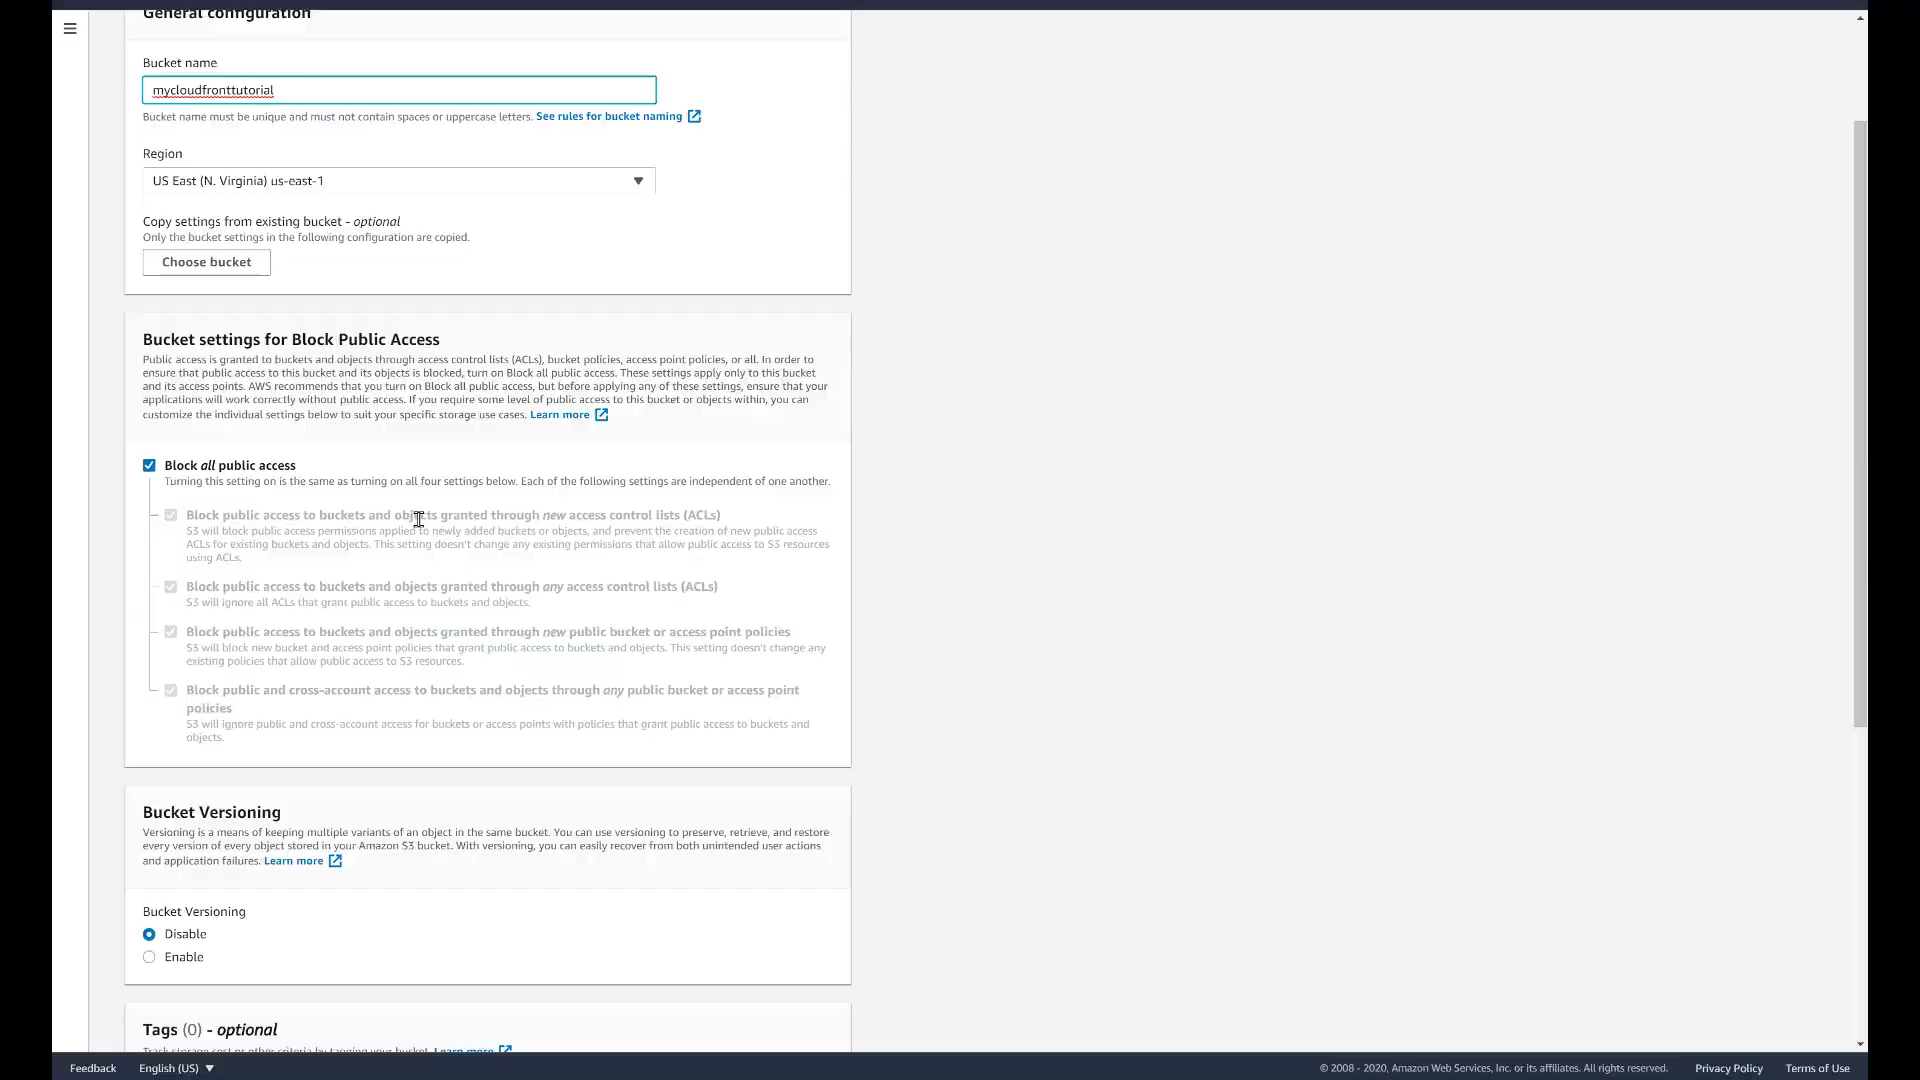 General configuration
Bucket name
mycloudfronttutorial
Bucket name must be unique and must not contain spaces or uppercase letters. See rules for bucket naming
Region
US East (N. Virginia) us-east-1
Copy settings from existing bucket - optional
Only the bucket settings in the following configuration are copied.
Choose bucket
Bucket settings for Block Public Access
Public access is granted to buckets and objects through access control lists (ACLs), bucket policies, access point policies, or all. In order to
ensure that public access to this bucket and its objects is blocked, turn on Block all public access. These settings apply only to this bucket
and its access points. AWS recommends that you turn on Block all public access, but before applying any of these settings, ensure that your
applications will work correctly without public access. If you require some level of public access to this bucket or objects within, you can
customize the individual settings below to suit your specific storage use cases. Learn more
Block all public access
Turning this setting on is the same as turning on all four settings below. Each of the following settings are independent of one another.
Block public access to buckets and objects granted through new access control lists (ACLs)
S3 will block public access permissions applied to newly added buckets or objects, and prevent the creation of new public access
ACLs for existing buckets and objects. This setting doesn't change any existing permissions that allow public access to S3 resources
using ACLs.
Block public access to buckets and objects granted through any access control lists (ACLs)
S3 will ignore all ACLs that grant public access to buckets and objects.
Block public access to buckets and objects granted through new public bucket or access point policies
S3 will block new bucket and access point policies that grant public access to buckets and objects. This setting doesn't change any
existing policies that allow public access to S3 resources.
Block public and cross-account access to buckets and objects through any public bucket or access point
policies
S3 will ignore public and cross-account access for buckets or access points with policies that grant public access to buckets and
objects.
Bucket Versioning
Versioning is a means of keeping multiple variants of an object in the same bucket. You can use versioning to preserve, retrieve, and restore
every version of every object stored in your Amazon S3 bucket. With versioning, you can easily recover from both unintended user actions
and application failures. Learn more
Bucket Versioning
Disable
Enable
Tags (0) - optional
Track storage cost or other criteria by tagging your bucket. Learn more
Feedback English (US) © 2008 - 2020, Amazon Web Services, Inc. or its affiliates. All rights reserved. Privacy Policy Terms of Use